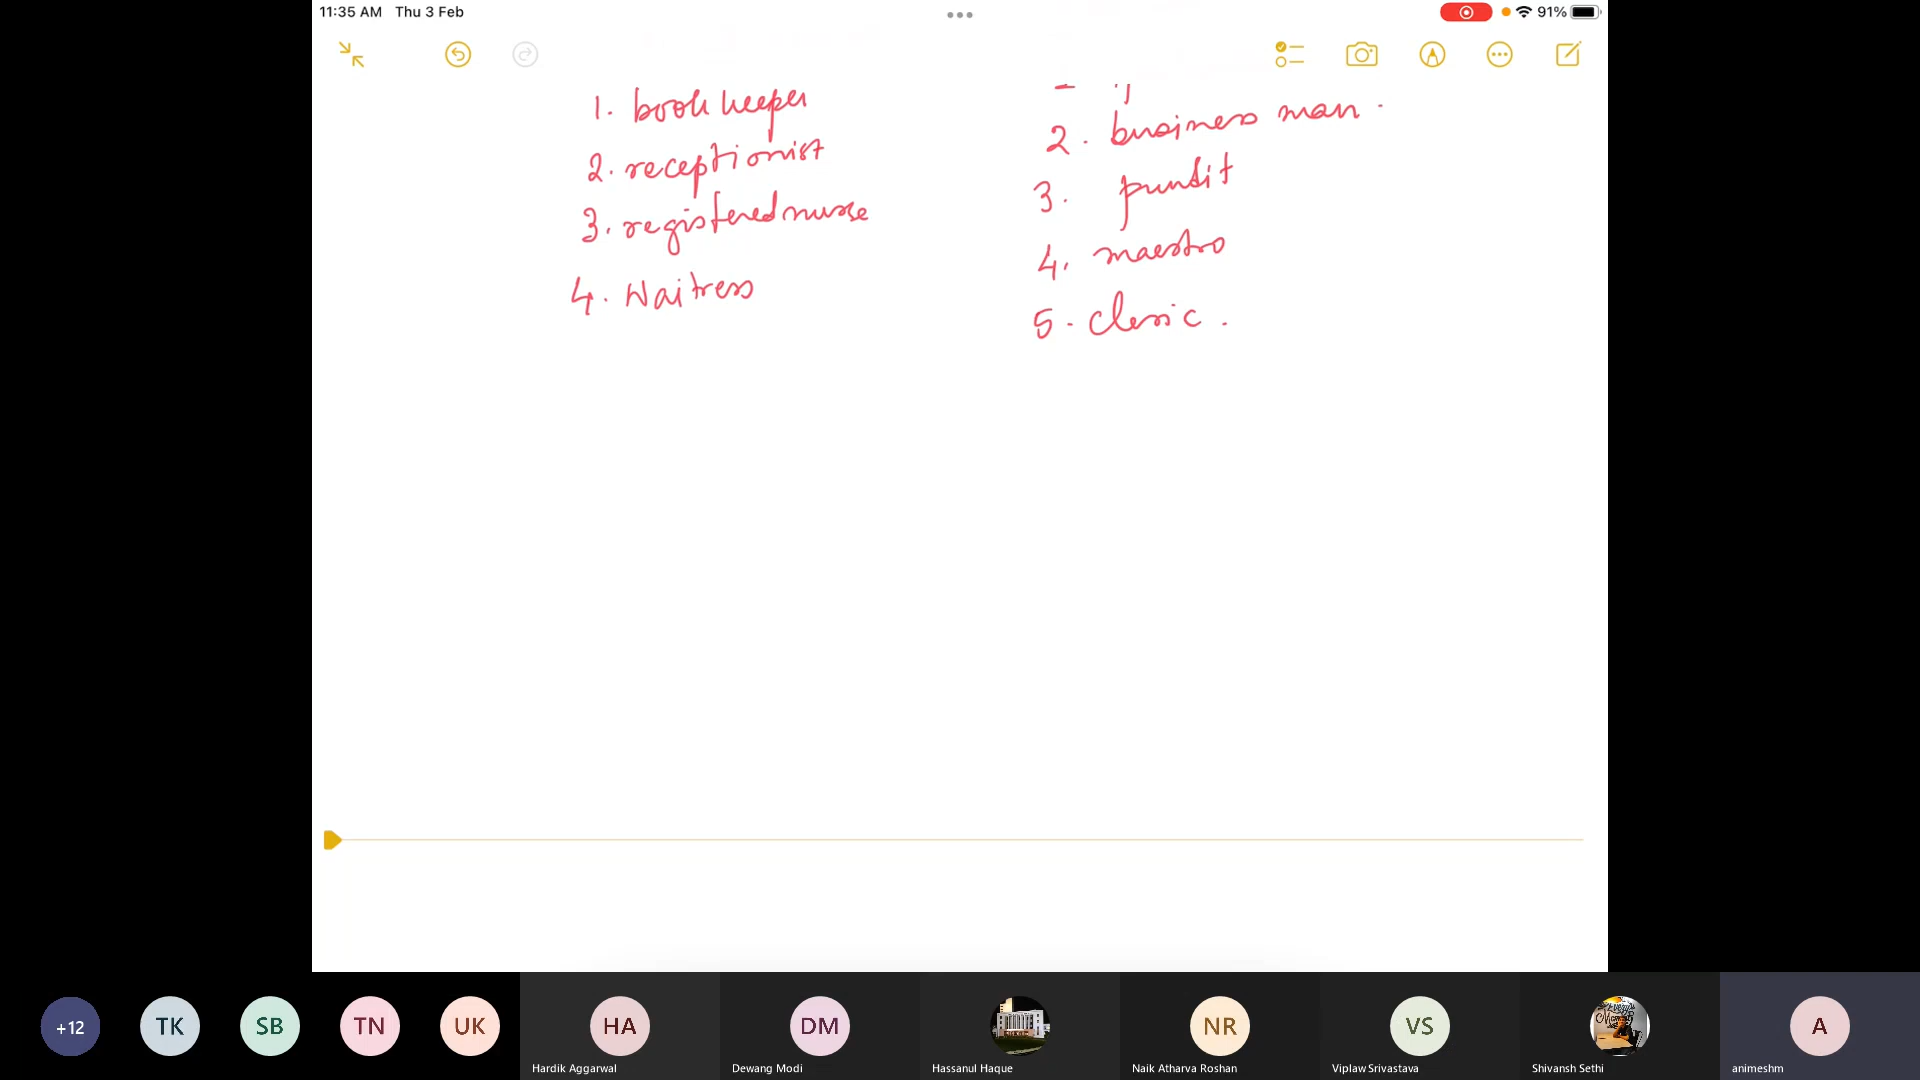 11:35 AM Thu 3 Feb
91%
1. book keeper
2. receptionist
3. registered nurse
4. Waitress
2. business man.
3. pundit
4. maestro
5. cleric.
+12
TK
SB
TN
UK
HA
Hardik Aggarwal
DM
Dewang Modi
Hassanul Haque
NR
Naik Atharva Roshan
VS
Viplaw Srivastava
Shivansh Sethi
A
animeshm